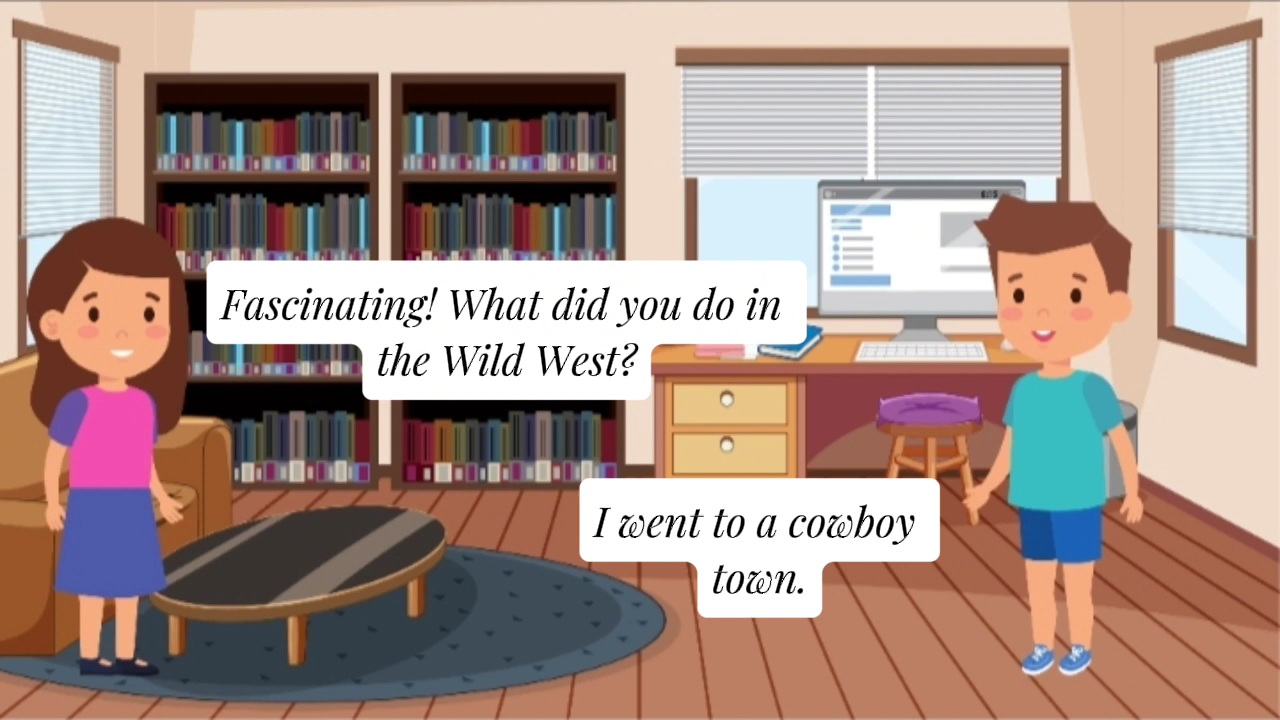 Fascinating! What did you do in
the Wild West?
I went to a cowboy
town.